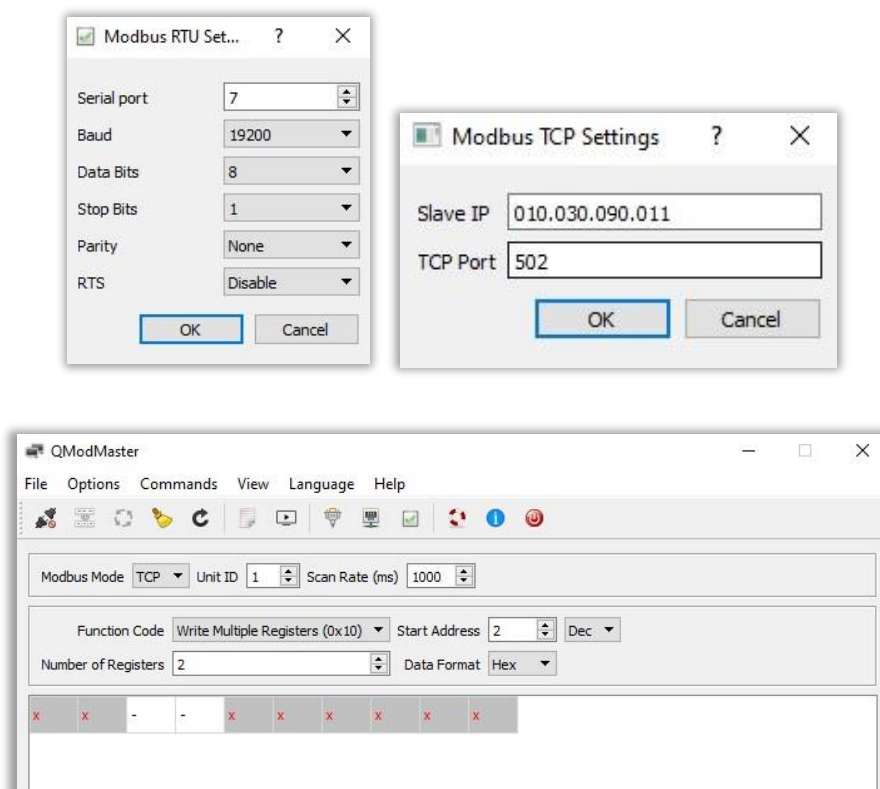 Modbus RTU Set... ? X
Serial port 7
Baud 19200
Data Bits 8
Stop Bits 1
Parity None
RTS Disable
OK Cancel
Modbus TCP Settings ? X
Slave IP 010.030.090.011
TCP Port 502
OK Cancel
QModMaster
File Options Commands View Language Help
Modbus Mode TCP Unit ID 1 Scan Rate (ms) 1000
Function Code Write Multiple Registers (0x10) Start Address 2 Dec
Number of Registers 2 Data Format Hex
x x - - x x x x x x